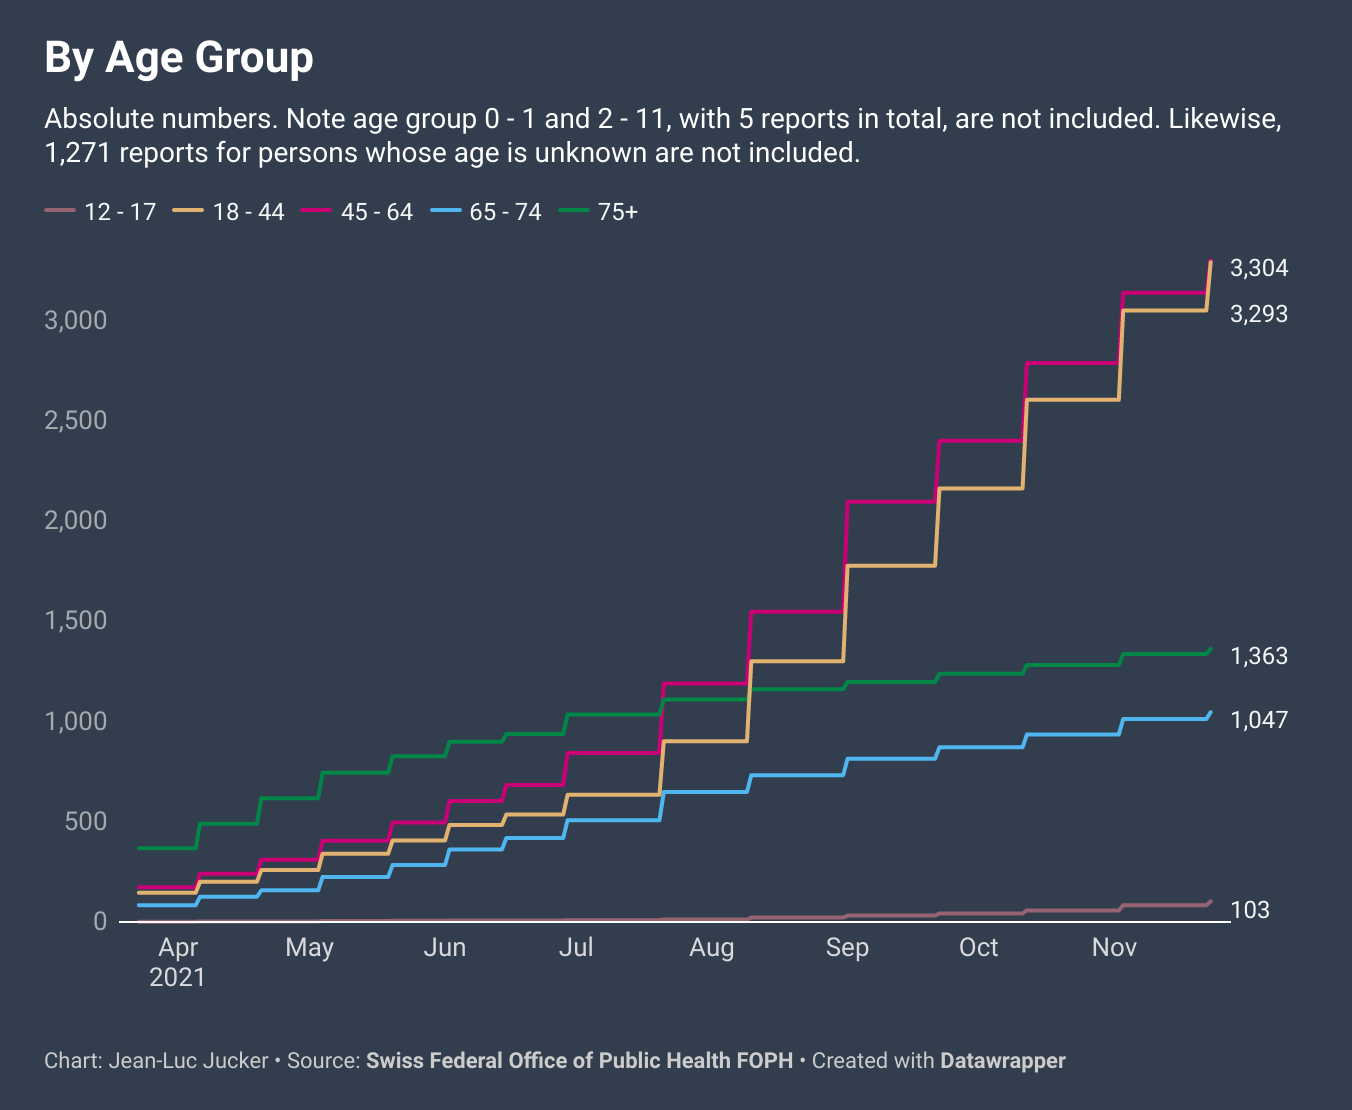 By Age Group
Absolute numbers. Note age group 0 - 1 and 2 - 11, with 5 reports in total, are not included. Likewise,
1,271 reports for persons whose age is unknown are not included.
12 - 17 18 - 44 45 - 64 65 - 74 75+
3,304
3,293
3,000
2,500
2,000
1,500
1,363
1,047
1,000
500
103
0
Apr May Jun Jul Aug Sep Oct Nov
2021
Chart: Jean-Luc Jucker • Source: Swiss Federal Office of Public Health FOPH • Created with Datawrapper